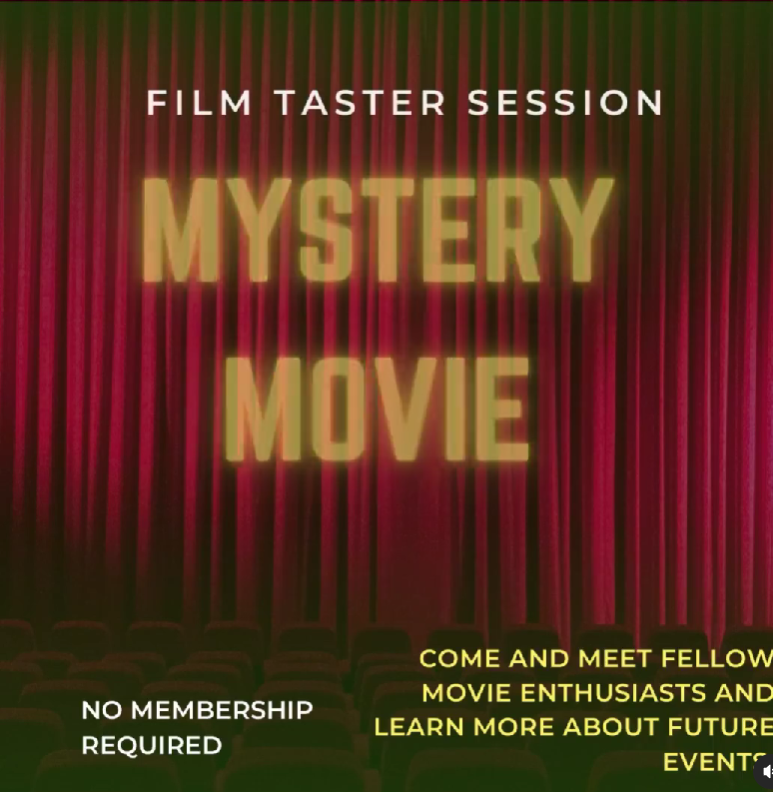 FILM TASTER SESSION
MYSTERY
MOVIE
COME AND MEET FELLOW
MOVIE ENTHUSIASTS AND
LEARN MORE ABOUT FUTURE
EVENTS
NO MEMBERSHIP
REQUIRED